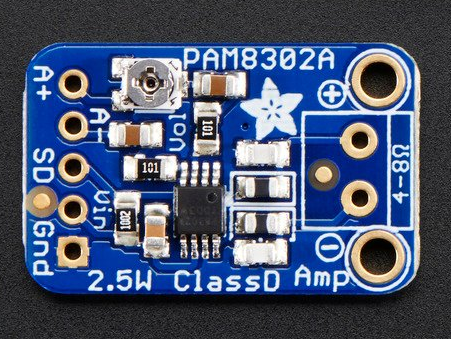 PAM8302A
A+
A-
SD
Vin
Gnd
Vol
101
101
1002
4-8Ω
2.5W ClassD Amp